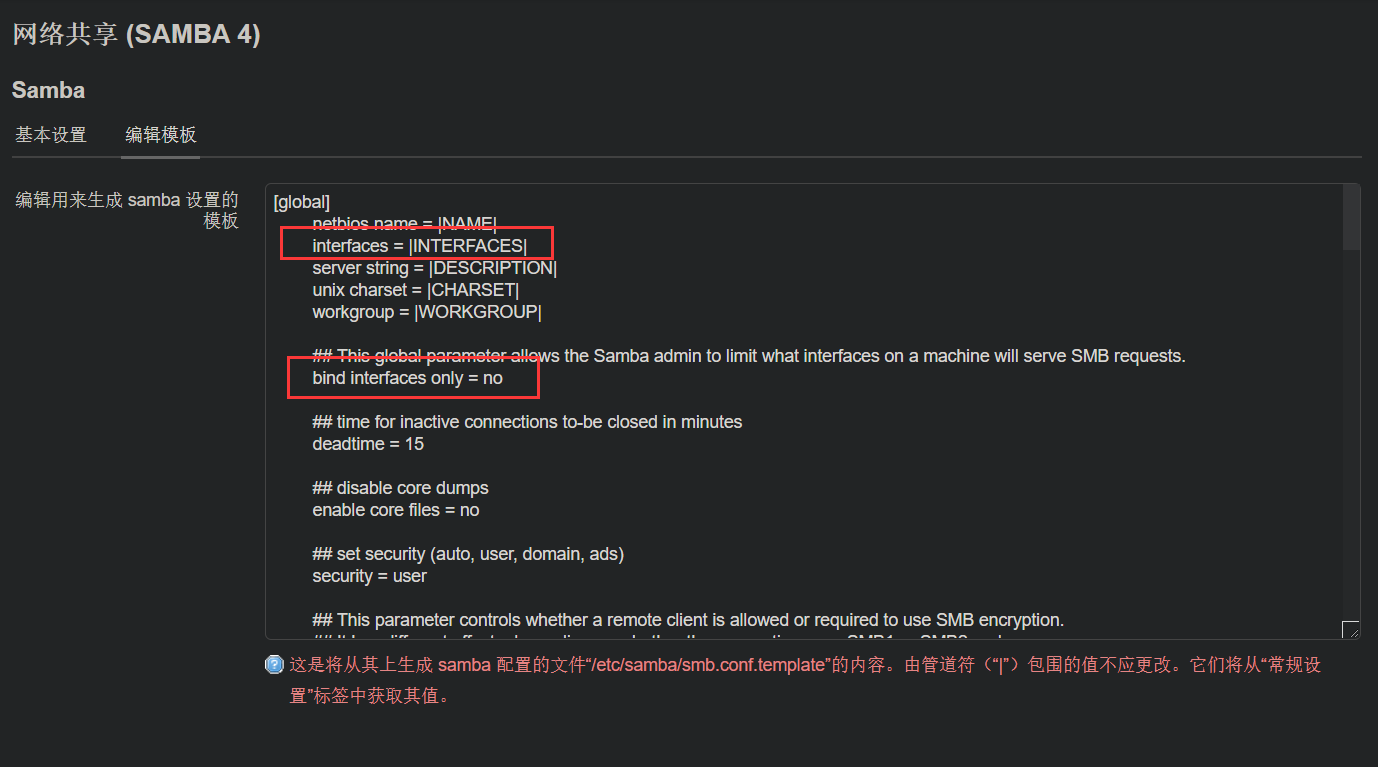 网络共享 (SAMBA 4)
Samba
基本设置 编辑模板
编辑用来生成 samba 设置的
模板
[global]
netbios name = |NAME|
interfaces = |INTERFACES|
server string = |DESCRIPTION|
unix charset = |CHARSET|
workgroup = |WORKGROUP|
## This global parameter allows the Samba admin to limit what interfaces on a machine will serve SMB requests.
bind interfaces only = no
## time for inactive connections to-be closed in minutes
deadtime = 15
## disable core dumps
enable core files = no
## set security (auto, user, domain, ads)
security = user
## This parameter controls whether a remote client is allowed or required to use SMB encryption.
这是将从其上生成 samba 配置的文件“/etc/samba/smb.conf.template”的内容。由管道符（“|”）包围的值不应更改。它们将从“常规设
置”标签中获取其值。